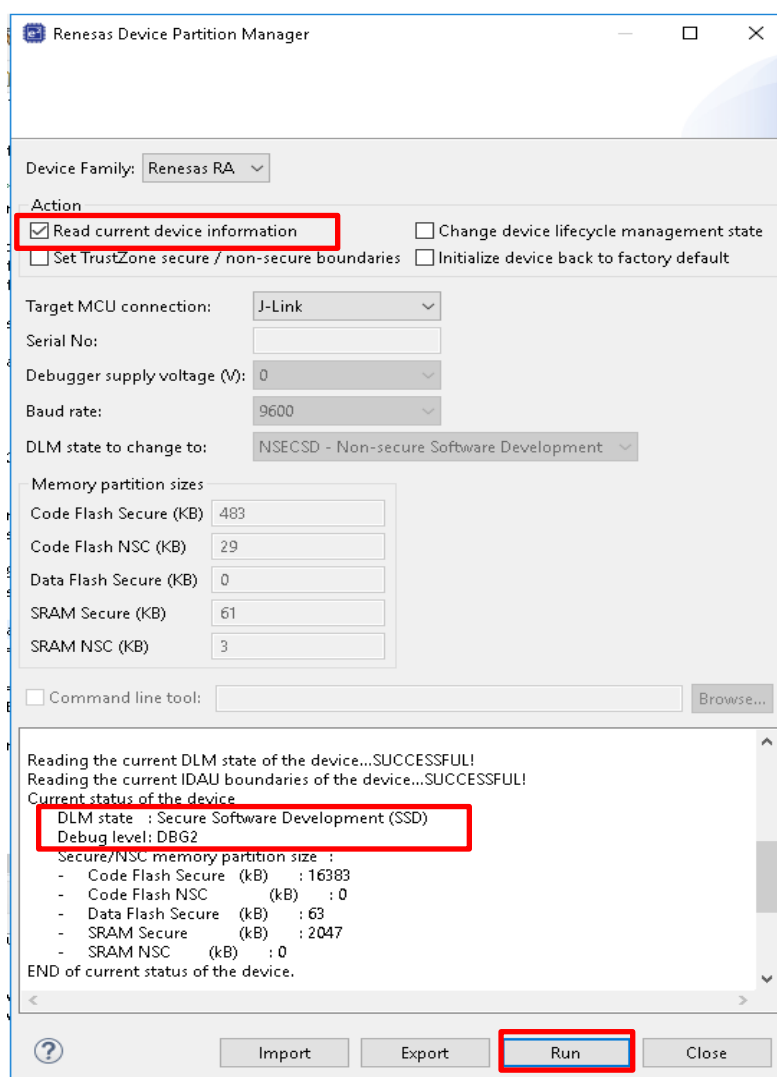 Renesas Device Partition Manager
Device Family: Renesas RA
Action
Read current device information Change device lifecycle management state
Set TrustZone secure / non-secure boundaries Initialize device back to factory default
Target MCU connection: J-Link
Serial No:
Debugger supply voltage (V): 0
Baud rate: 9600
DLM state to change to: NSECSD - Non-secure Software Development
Memory partition sizes
Code Flash Secure (KB) 483
Code Flash NSC (KB) 29
Data Flash Secure (KB) 0
SRAM Secure (KB) 61
SRAM NSC (KB) 3
Command line tool: Browse...
Reading the current DLM state of the device...SUCCESSFUL!
Reading the current IDAU boundaries of the device...SUCCESSFUL!
Current status of the device
DLM state : Secure Software Development (SSD)
Debug level: DBG2
Secure/NSC memory partition size :
- Code Flash Secure (kB) : 16383
- Code Flash NSC (kB) : 0
- Data Flash Secure (kB) : 63
- SRAM Secure (kB) : 2047
- SRAM NSC (kB) : 0
END of current status of the device.
? Import Export Run Close